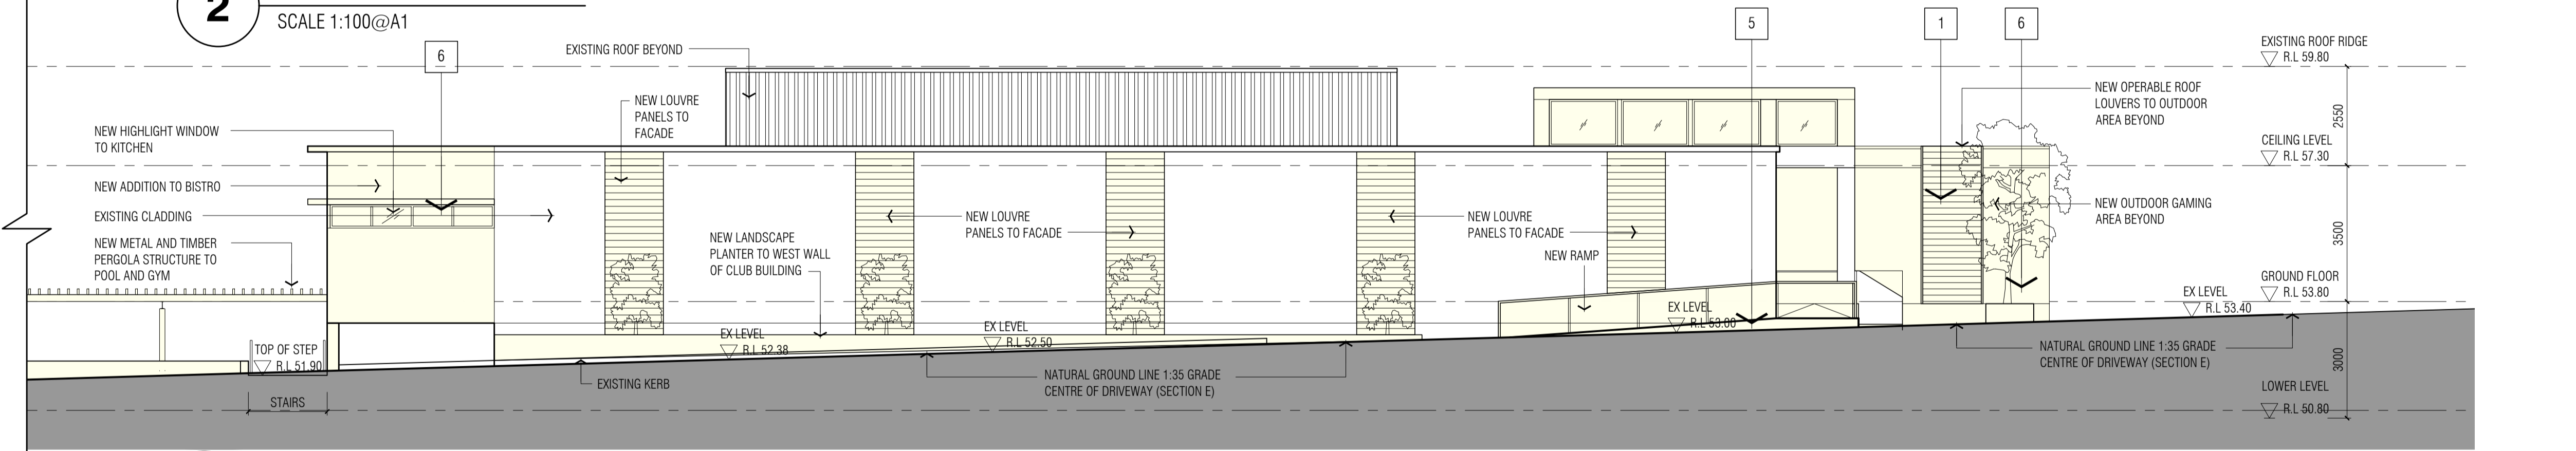 2
SCALE 1:100@A1
6
EXISTING ROOF BEYOND
5
1
6
EXISTING ROOF RIDGE
R.L 59.80
NEW LOUVRE
PANELS TO
FACADE
NEW OPERABLE ROOF
LOUVERS TO OUTDOOR
AREA BEYOND
2550
NEW HIGHLIGHT WINDOW
TO KITCHEN
CEILING LEVEL
R.L 57.30
NEW ADDITION TO BISTRO
EXISTING CLADDING
NEW METAL AND TIMBER
PERGOLA STRUCTURE TO
POOL AND GYM
NEW LANDSCAPE
PLANTER TO WEST WALL
OF CLUB BUILDING
NEW LOUVRE
PANELS TO FACADE
NEW LOUVRE
PANELS TO FACADE
NEW RAMP
NEW OUTDOOR GAMING
AREA BEYOND
3500
GROUND FLOOR
R.L 53.80
EX LEVEL
R.L 53.40
EX LEVEL
R.L 53.00
EX LEVEL
R.L 52.50
EX LEVEL
R.L 52.38
TOP OF STEP
R.L 51.90
EXISTING KERB
NATURAL GROUND LINE 1:35 GRADE
CENTRE OF DRIVEWAY (SECTION E)
NATURAL GROUND LINE 1:35 GRADE
CENTRE OF DRIVEWAY (SECTION E)
3000
STAIRS
LOWER LEVEL
R.L 50.80